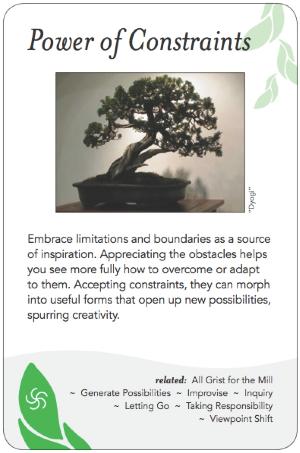 Power of Constraints
"Dyogi"
Embrace limitations and boundaries as a source
of inspiration. Appreciating the obstacles helps
you see more fully how to overcome or adapt
to them. Accepting constraints, they can morph
into useful forms that open up new possibilities,
spurring creativity.
related: All Grist for the Mill
~ Generate Possibilities ~ Improvise ~ Inquiry
~ Letting Go ~ Taking Responsibility
~ Viewpoint Shift